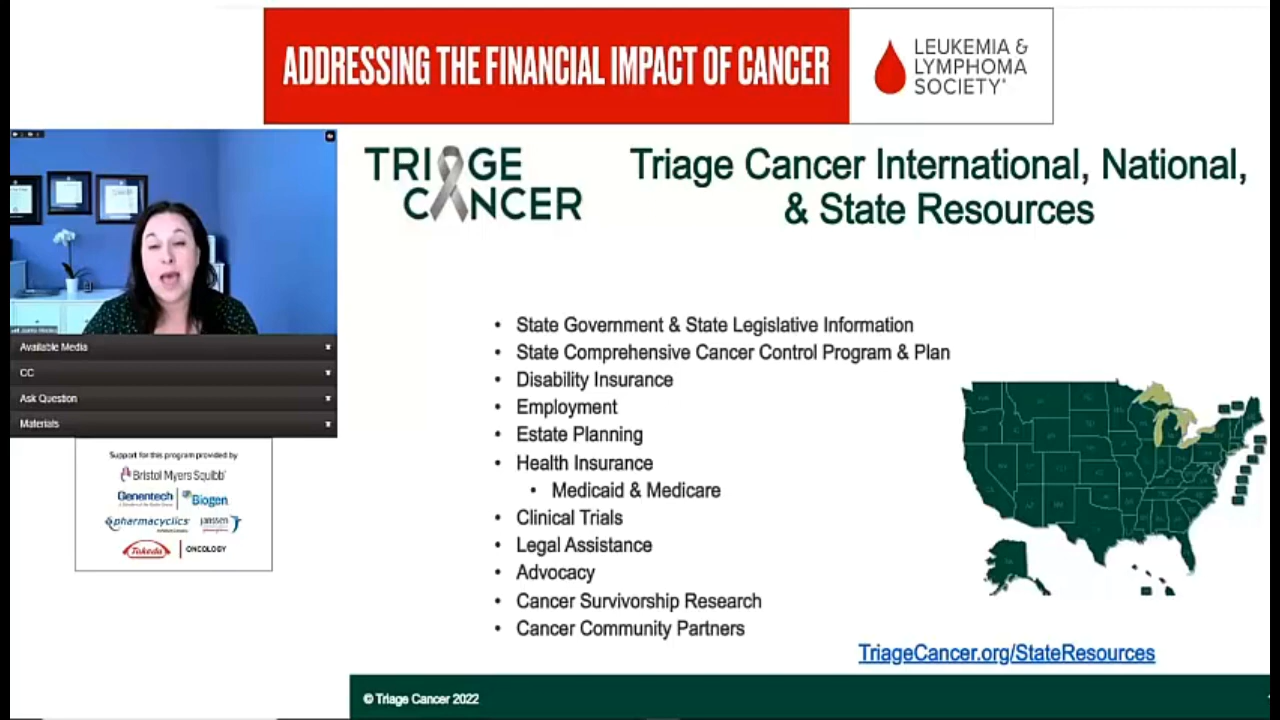 ADDRESSING THE FINANCIAL IMPACT OF CANCER
LEUKEMIA &
LYMPHOMA
SOCIETY®
TRIAGE
CANCER
Triage Cancer International, National,
& State Resources
• State Government & State Legislative Information
• State Comprehensive Cancer Control Program & Plan
• Disability Insurance
• Employment
• Estate Planning
• Health Insurance
• Medicaid & Medicare
• Clinical Trials
• Legal Assistance
• Advocacy
• Cancer Survivorship Research
• Cancer Community Partners
TriageCancer.org/StateResources
© Triage Cancer 2022
Available Media
CC
Ask Question
Materials
Support for this program provided by
Bristol Myers Squibb
Genentech
Biogen
pharmacyclics
janssen
Takeda
ONCOLOGY